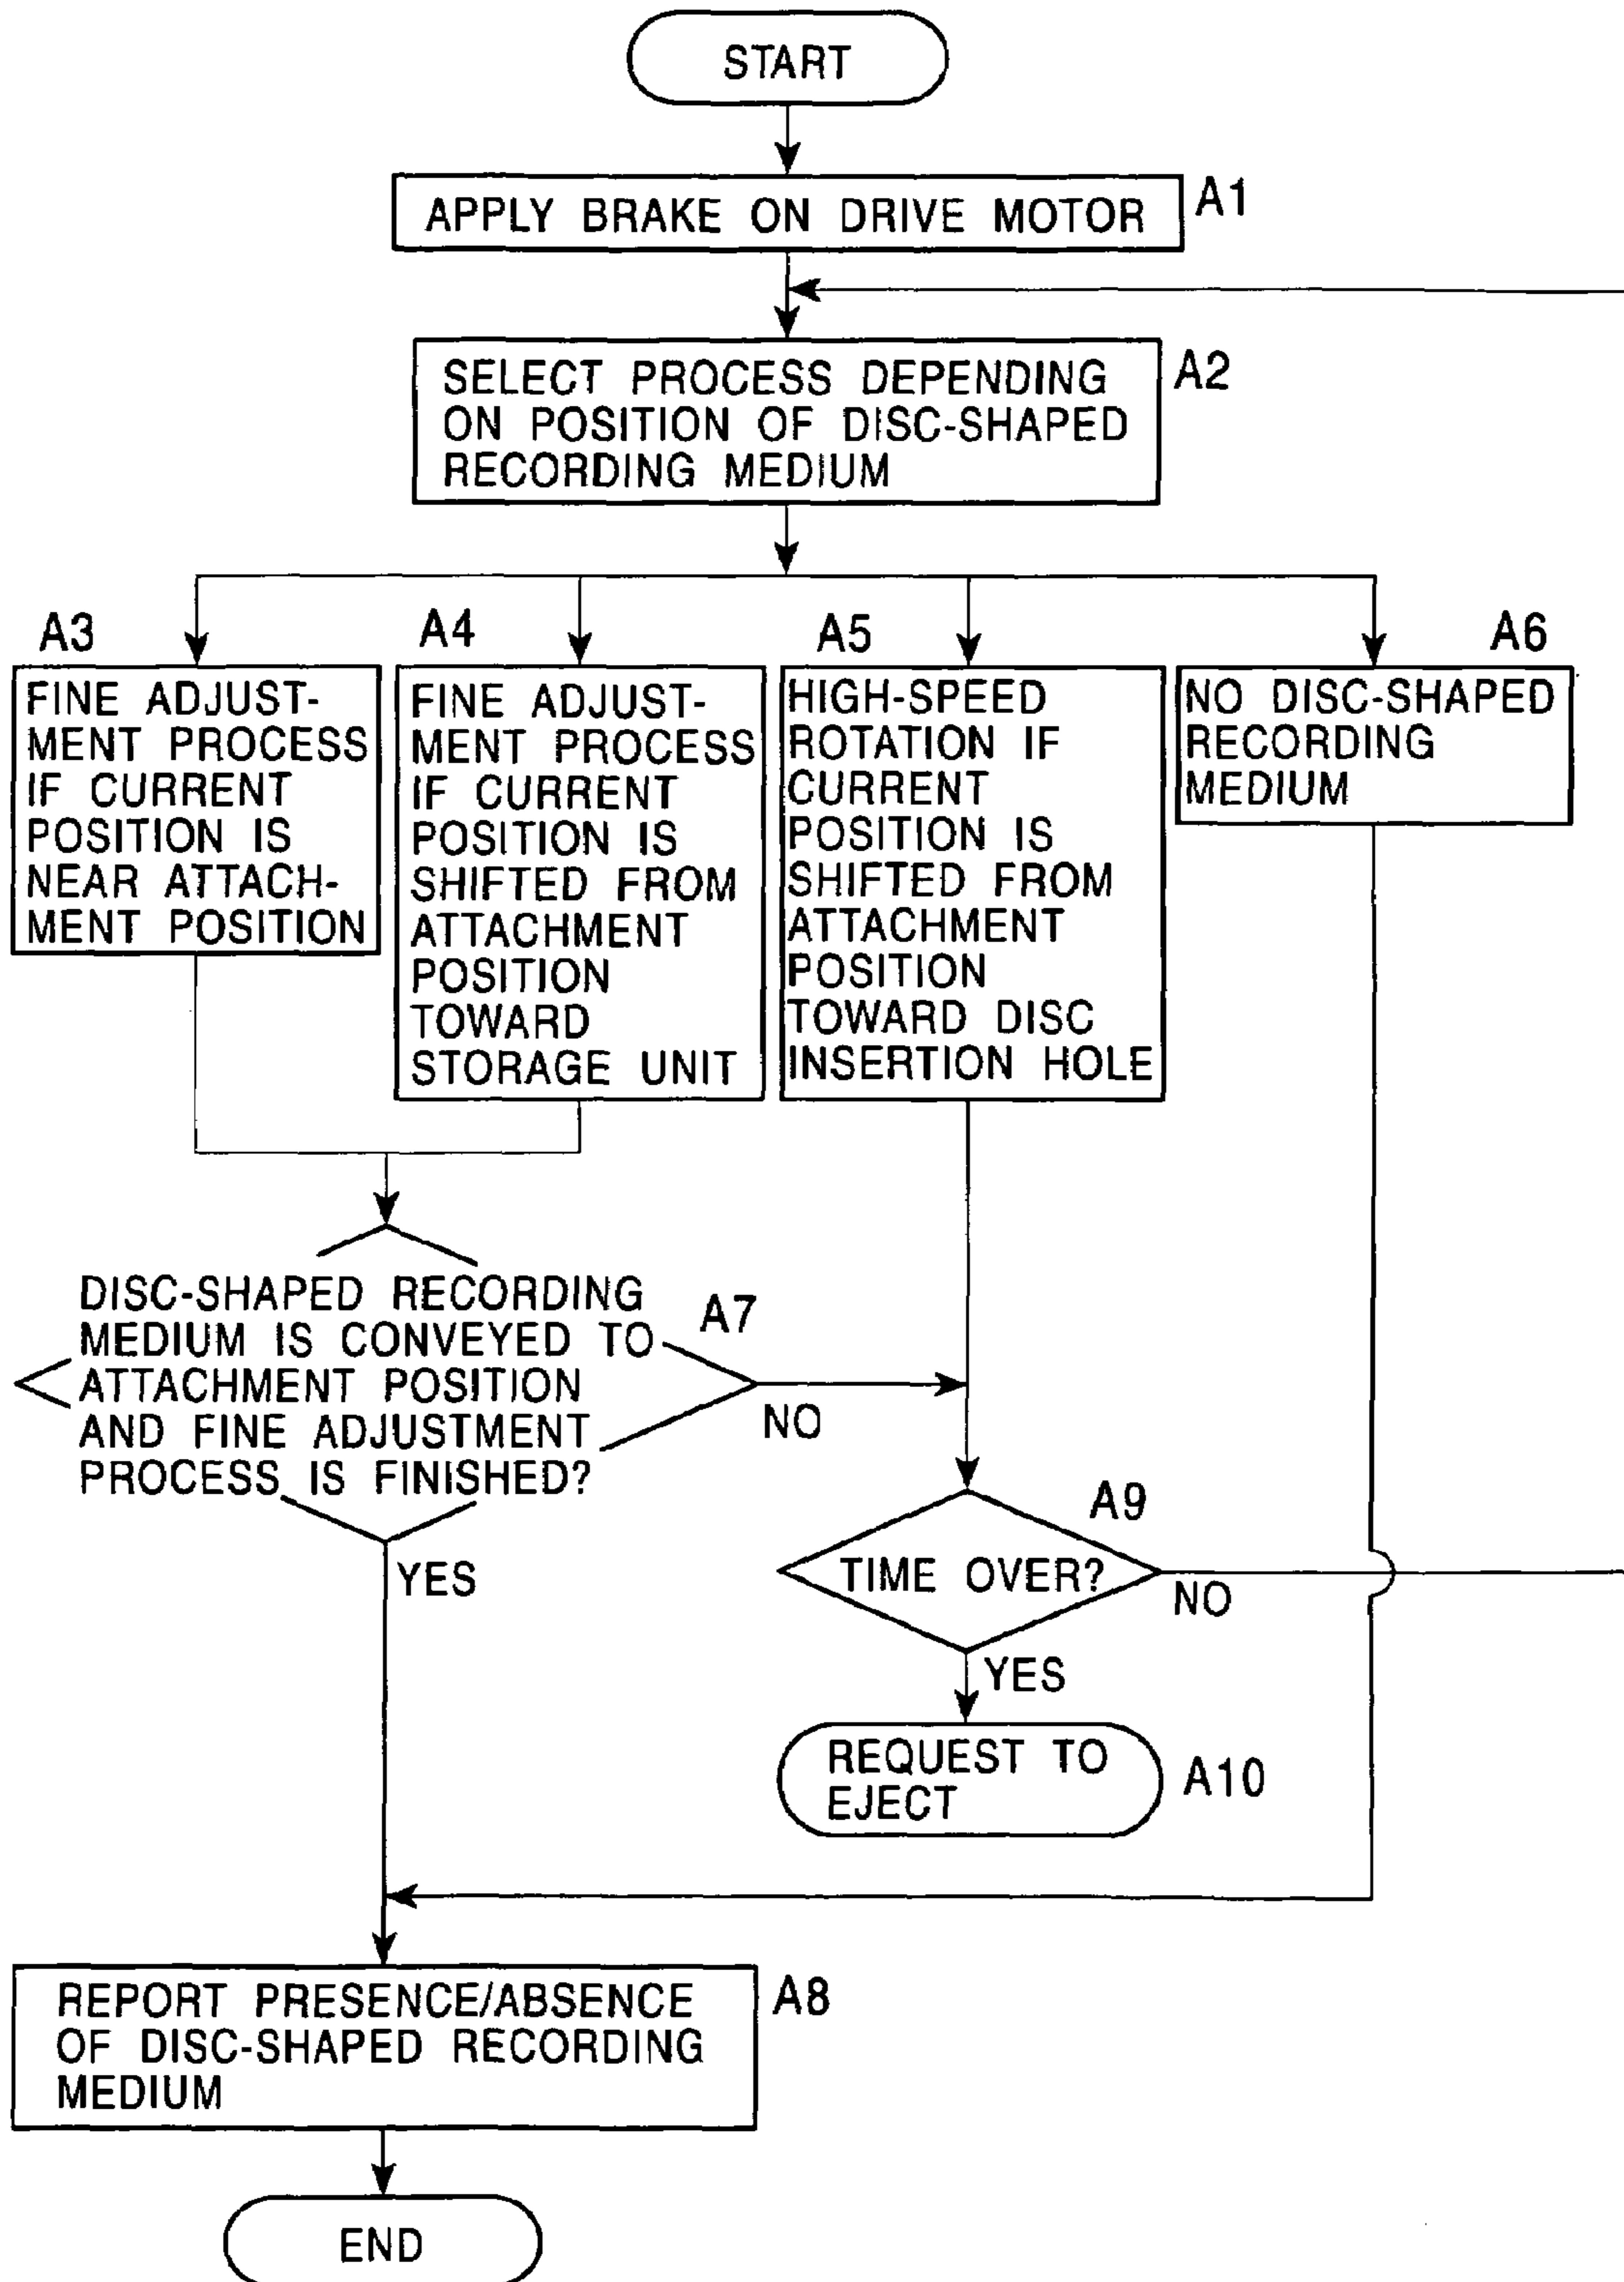 START
APPLY BRAKE ON DRIVE MOTOR
A1
SELECT PROCESS DEPENDING
ON POSITION OF DISC-SHAPED
RECORDING MEDIUM
A2
A3
FINE ADJUST-
MENT PROCESS
IF CURRENT
POSITION IS
NEAR ATTACH-
MENT POSITION
A4
FINE ADJUST-
MENT PROCESS
IF CURRENT
POSITION IS
SHIFTED FROM
ATTACHMENT
POSITION
TOWARD
STORAGE UNIT
A5
HIGH-SPEED
ROTATION IF
CURRENT
POSITION IS
SHIFTED FROM
ATTACHMENT
POSITION
TOWARD DISC
INSERTION HOLE
A6
NO DISC-SHAPED
RECORDING
MEDIUM
DISC-SHAPED RECORDING
MEDIUM IS CONVEYED TO
ATTACHMENT POSITION
AND FINE ADJUSTMENT
PROCESS IS FINISHED?
A7
NO
YES
A9
TIME OVER?
NO
YES
REQUEST TO
EJECT
A10
REPORT PRESENCE/ABSENCE
OF DISC-SHAPED RECORDING
MEDIUM
A8
END